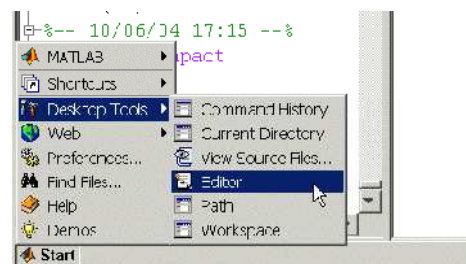 %-- 10/06/04 17:15 --%
MATLAB
Shortcuts
Desktop Tools
Web
Preferences...
Find Files...
Help
Demos
Command History
Current Directory
View Source Files...
Editor
Path
Workspace
Start